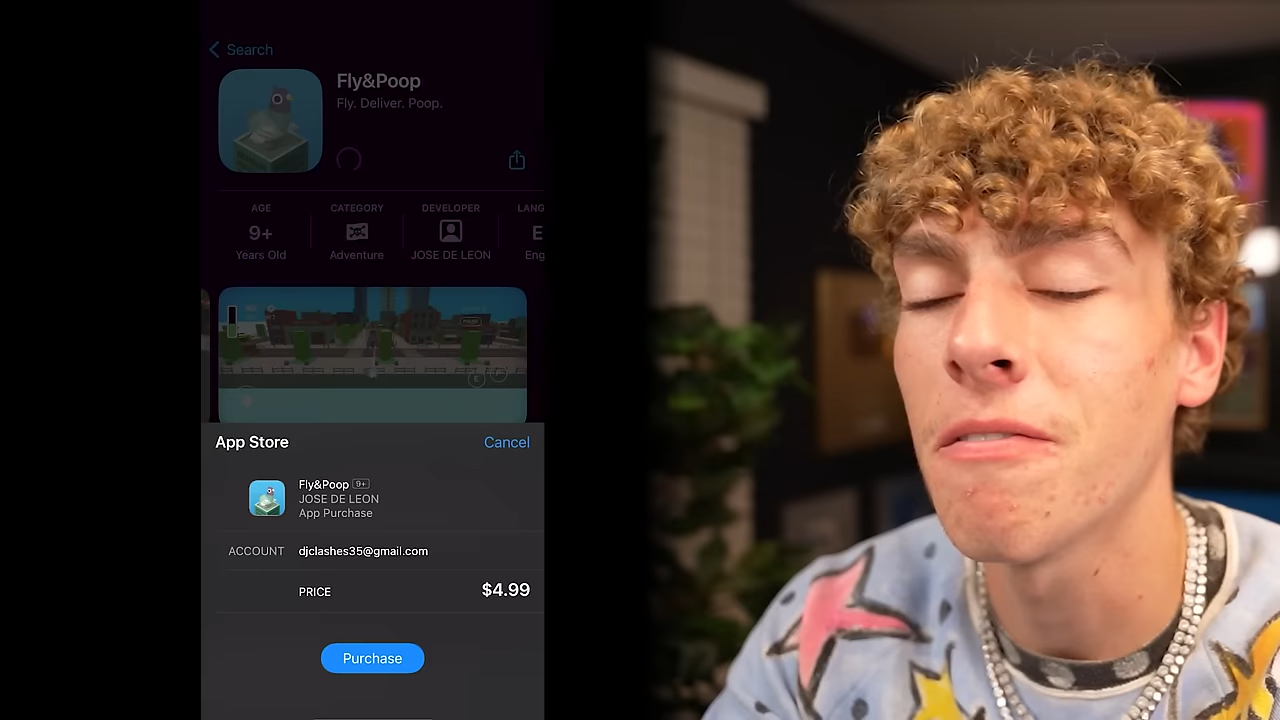 Search
Fly&Poop
Fly. Deliver. Poop.
AGE
CATEGORY
DEVELOPER
LANG
9+
E
Years Old
Adventure
JOSE DE LEON
Eng
App Store
Cancel
Fly&Poop 9+
JOSE DE LEON
App Purchase
ACCOUNT djclashes35@gmail.com
PRICE $4.99
Purchase